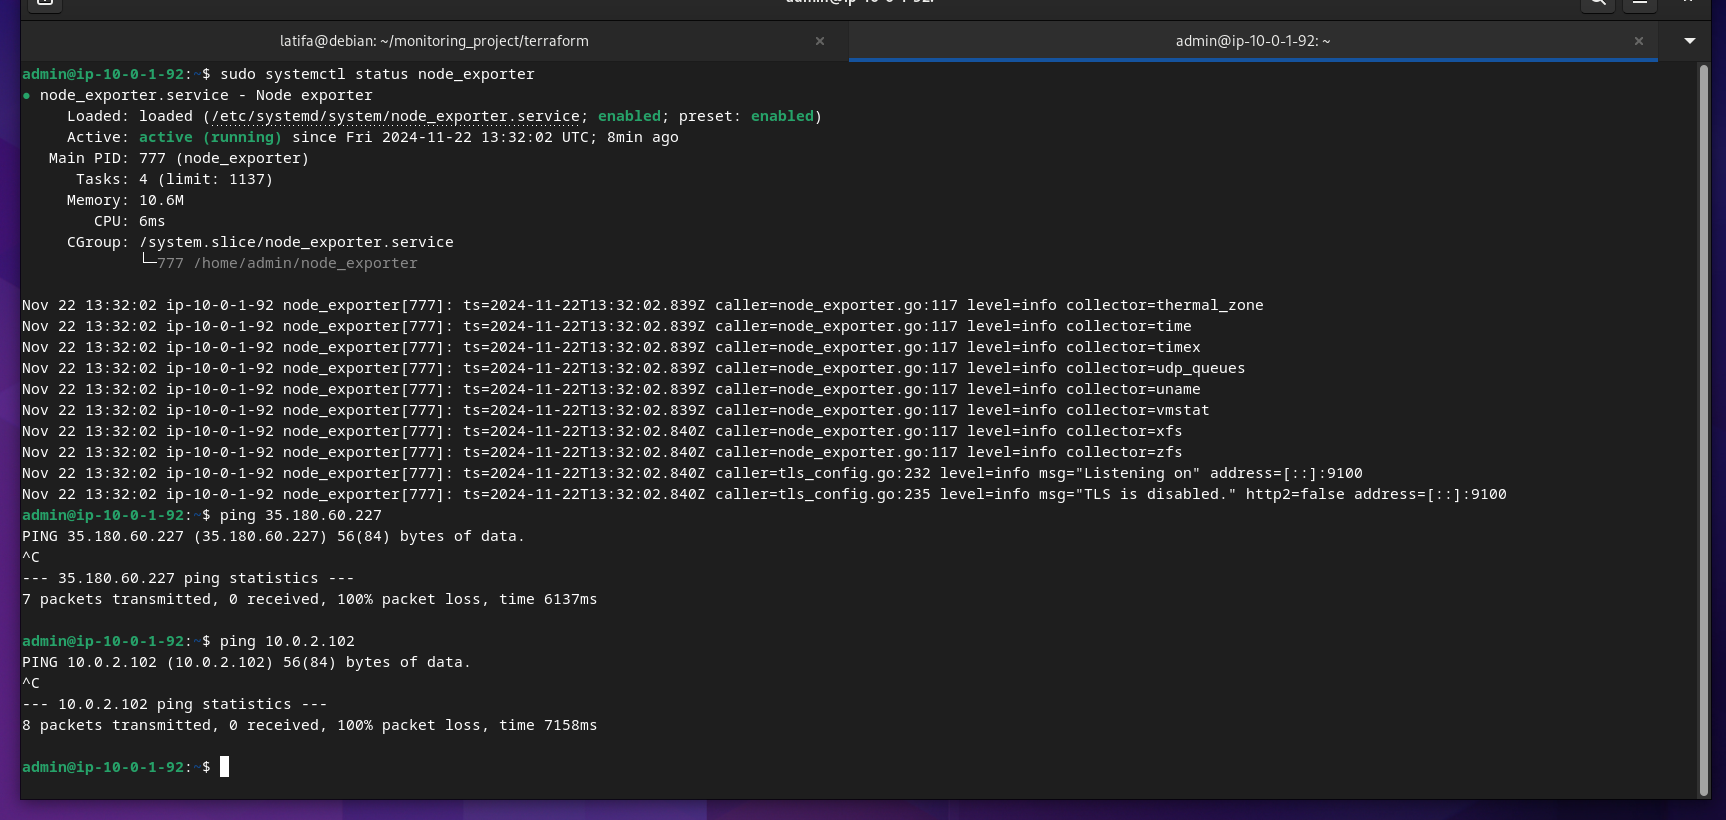 latifa@debian: ~/monitoring_project/terraform
admin@ip-10-0-1-92: ~
admin@ip-10-0-1-92:~$ sudo systemctl status node_exporter
● node_exporter.service - Node exporter
Loaded: loaded (/etc/systemd/system/node_exporter.service; enabled; preset: enabled)
Active: active (running) since Fri 2024-11-22 13:32:02 UTC; 8min ago
Main PID: 777 (node_exporter)
Tasks: 4 (limit: 1137)
Memory: 10.6M
CPU: 6ms
CGroup: /system.slice/node_exporter.service
└─777 /home/admin/node_exporter
Nov 22 13:32:02 ip-10-0-1-92 node_exporter[777]: ts=2024-11-22T13:32:02.839Z caller=node_exporter.go:117 level=info collector=thermal_zone
Nov 22 13:32:02 ip-10-0-1-92 node_exporter[777]: ts=2024-11-22T13:32:02.839Z caller=node_exporter.go:117 level=info collector=time
Nov 22 13:32:02 ip-10-0-1-92 node_exporter[777]: ts=2024-11-22T13:32:02.839Z caller=node_exporter.go:117 level=info collector=timex
Nov 22 13:32:02 ip-10-0-1-92 node_exporter[777]: ts=2024-11-22T13:32:02.839Z caller=node_exporter.go:117 level=info collector=udp_queues
Nov 22 13:32:02 ip-10-0-1-92 node_exporter[777]: ts=2024-11-22T13:32:02.839Z caller=node_exporter.go:117 level=info collector=uname
Nov 22 13:32:02 ip-10-0-1-92 node_exporter[777]: ts=2024-11-22T13:32:02.839Z caller=node_exporter.go:117 level=info collector=vmstat
Nov 22 13:32:02 ip-10-0-1-92 node_exporter[777]: ts=2024-11-22T13:32:02.840Z caller=node_exporter.go:117 level=info collector=xfs
Nov 22 13:32:02 ip-10-0-1-92 node_exporter[777]: ts=2024-11-22T13:32:02.840Z caller=node_exporter.go:117 level=info collector=zfs
Nov 22 13:32:02 ip-10-0-1-92 node_exporter[777]: ts=2024-11-22T13:32:02.840Z caller=tls_config.go:232 level=info msg="Listening on" address=[::]:9100
Nov 22 13:32:02 ip-10-0-1-92 node_exporter[777]: ts=2024-11-22T13:32:02.840Z caller=tls_config.go:235 level=info msg="TLS is disabled." http2=false address=[::]:9100
admin@ip-10-0-1-92:~$ ping 35.180.60.227
PING 35.180.60.227 (35.180.60.227) 56(84) bytes of data.
^C
--- 35.180.60.227 ping statistics ---
7 packets transmitted, 0 received, 100% packet loss, time 6137ms
admin@ip-10-0-1-92:~$ ping 10.0.2.102
PING 10.0.2.102 (10.0.2.102) 56(84) bytes of data.
^C
--- 10.0.2.102 ping statistics ---
8 packets transmitted, 0 received, 100% packet loss, time 7158ms
admin@ip-10-0-1-92:~$